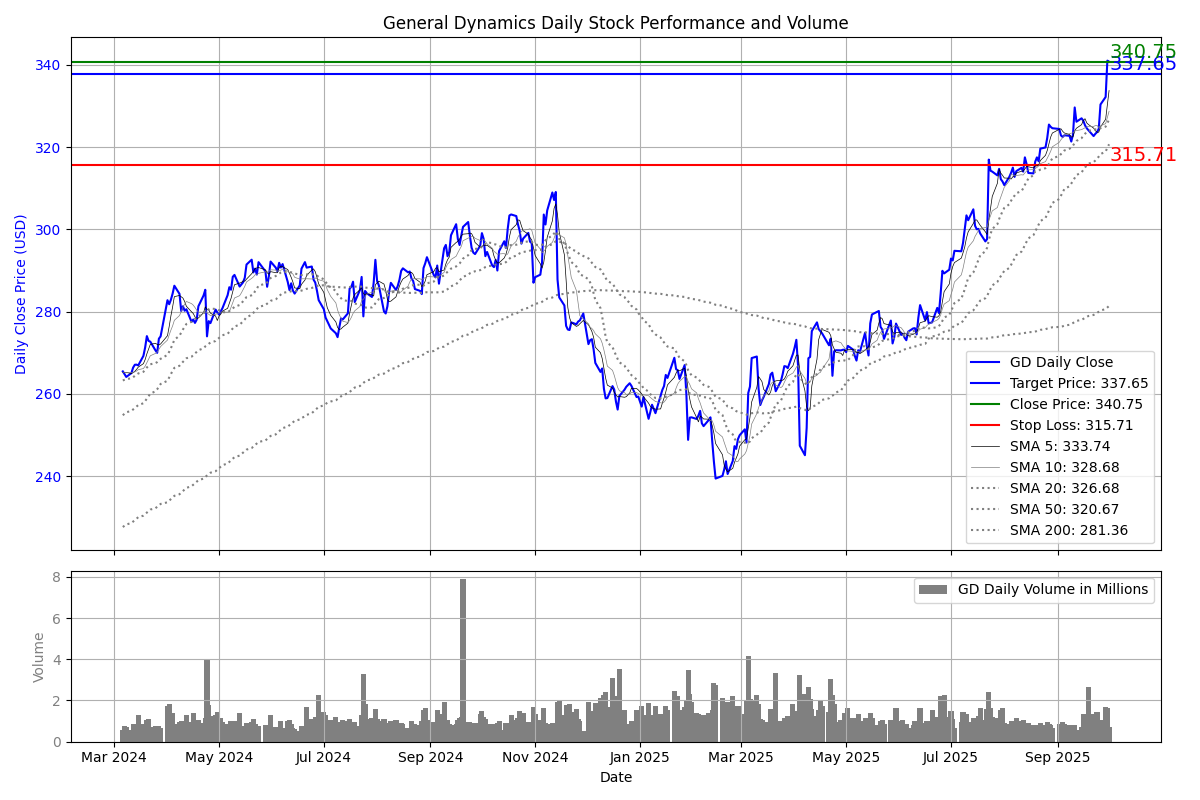 General Dynamics Daily Stock Performance and Volume
340.75
337.65
315.71
Daily Close Price (USD)
340
320
300
280
260
240
GD Daily Close
Target Price: 337.65
Close Price: 340.75
Stop Loss: 315.71
SMA 5: 333.74
SMA 10: 328.68
SMA 20: 326.68
SMA 50: 320.67
SMA 200: 281.36
GD Daily Volume in Millions
Volume
8
6
4
2
0
Mar 2024 May 2024 Jul 2024 Sep 2024 Nov 2024 Jan 2025 Mar 2025 May 2025 Jul 2025 Sep 2025
Date